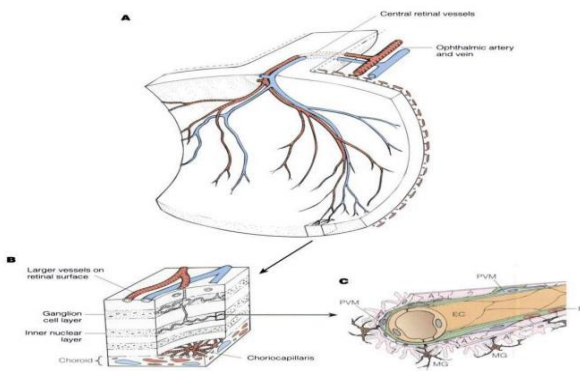 A
Central retinal vessels
Ophthalmic artery
and vein
B
Larger vessels on
retinal surface
Ganglion
cell layer
Inner nuclear
layer
Choroid
Choriocapillaris
C
PVM
PVM
EC
MG
MG